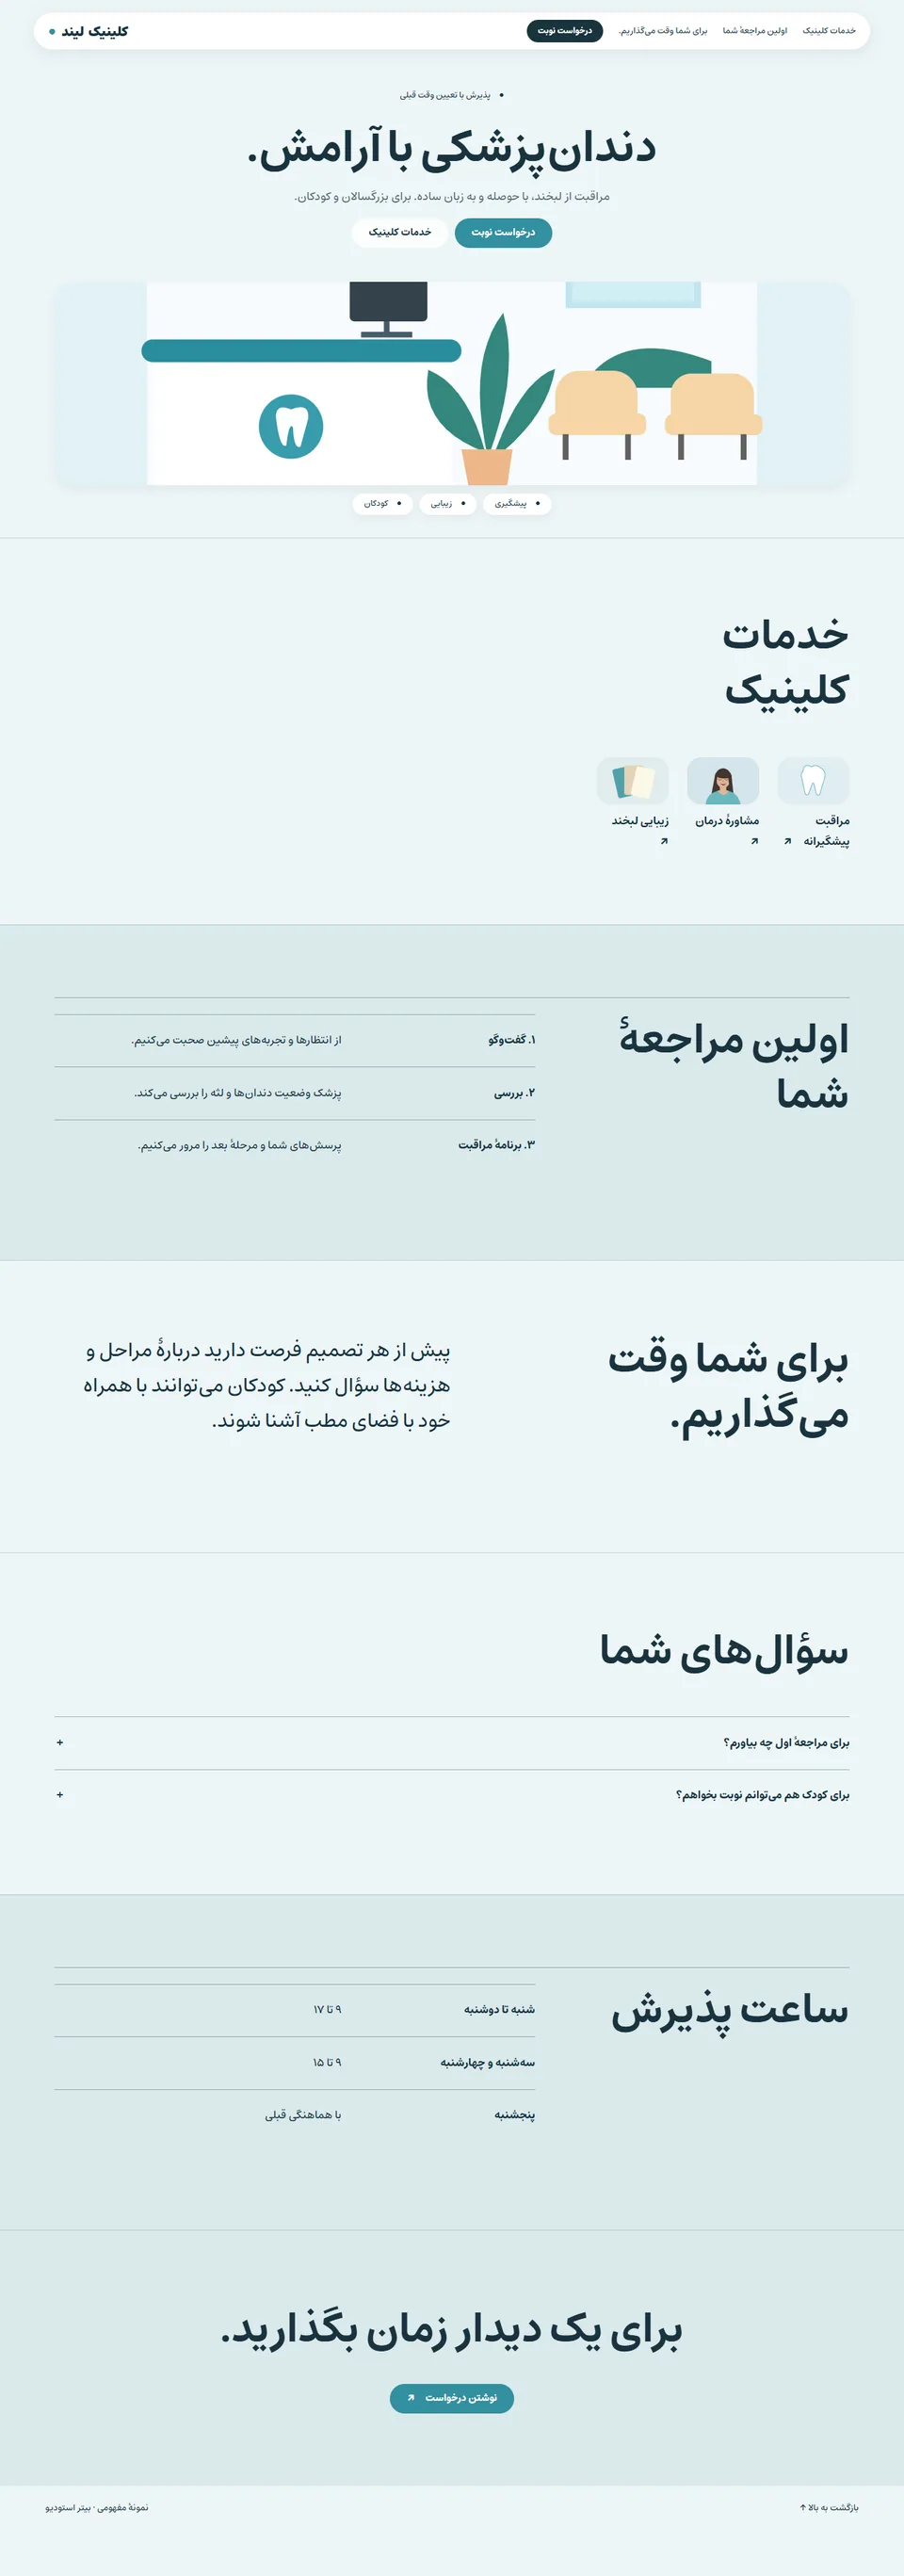 کلینیک لیند
خدمات کلینیک
اولین مراجعهٔ شما
برای شما وقت می‌گذاریم.
درخواست نوبت
پذیرش با تعیین وقت قبلی
دندان‌پزشکی با آرامش.
مراقبت از لبخند، با حوصله و به زبان ساده. برای بزرگسالان و کودکان.
درخواست نوبت
خدمات کلینیک
پیشگیری
زیبایی
کودکان
خدمات
کلینیک
مراقبت
پیشگیرانه ↗
مشاورهٔ درمان
↗
زیبایی لبخند
↗
اولین مراجعهٔ
شما
۱. گفت‌وگو
از انتظارها و تجربه‌های پیشین صحبت می‌کنیم.
۲. بررسی
پزشک وضعیت دندان‌ها و لثه را بررسی می‌کند.
۳. برنامهٔ مراقبت
پرسش‌های شما و مرحلهٔ بعد را مرور می‌کنیم.
برای شما وقت
می‌گذاریم.
پیش از هر تصمیم فرصت دارید دربارهٔ مراحل و
هزینه‌ها سؤال کنید. کودکان می‌توانند با همراه
خود با فضای مطب آشنا شوند.
سؤال‌های شما
برای مراجعهٔ اول چه بیاورم؟
+
برای کودک هم می‌توانم نوبت بخواهم؟
+
ساعت پذیرش
شنبه تا دوشنبه
۹ تا ۱۷
سه‌شنبه و چهارشنبه
۹ تا ۱۵
پنجشنبه
با هماهنگی قبلی
برای یک دیدار زمان بگذارید.
نوشتن درخواست ↗
بازگشت به بالا ↑
نمونهٔ مفهومی · بیتر استودیو